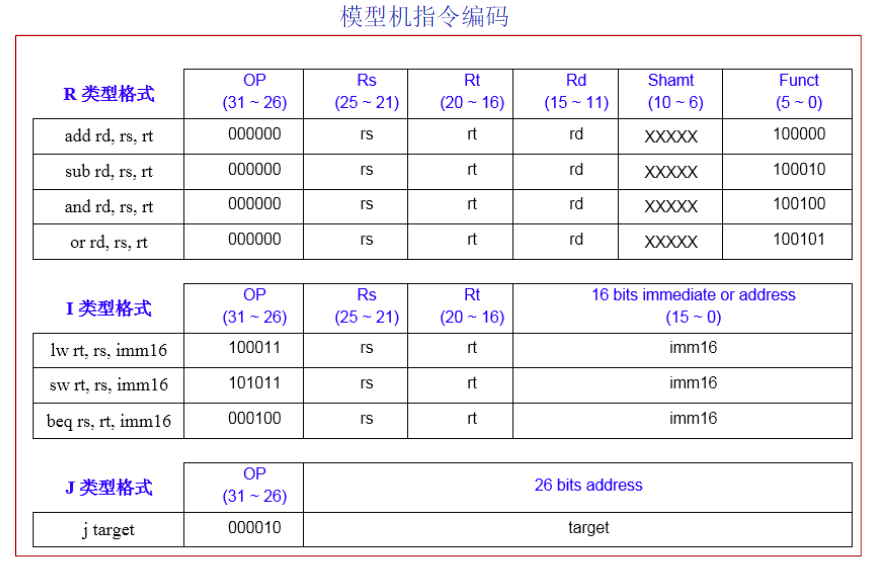 模型机指令编码
R 类型格式 OP (31 ~ 26) Rs (25 ~ 21) Rt (20 ~ 16) Rd (15 ~ 11) Shamt (10 ~ 6) Funct (5 ~ 0)
add rd, rs, rt 000000 rs rt rd XXXXX 100000
sub rd, rs, rt 000000 rs rt rd XXXXX 100010
and rd, rs, rt 000000 rs rt rd XXXXX 100100
or rd, rs, rt 000000 rs rt rd XXXXX 100101
I 类型格式 OP (31 ~ 26) Rs (25 ~ 21) Rt (20 ~ 16) 16 bits immediate or address (15 ~ 0)
lw rt, rs, imm16 100011 rs rt imm16
sw rt, rs, imm16 101011 rs rt imm16
beq rs, rt, imm16 000100 rs rt imm16
J 类型格式 OP (31 ~ 26) 26 bits address
j target 000010 target